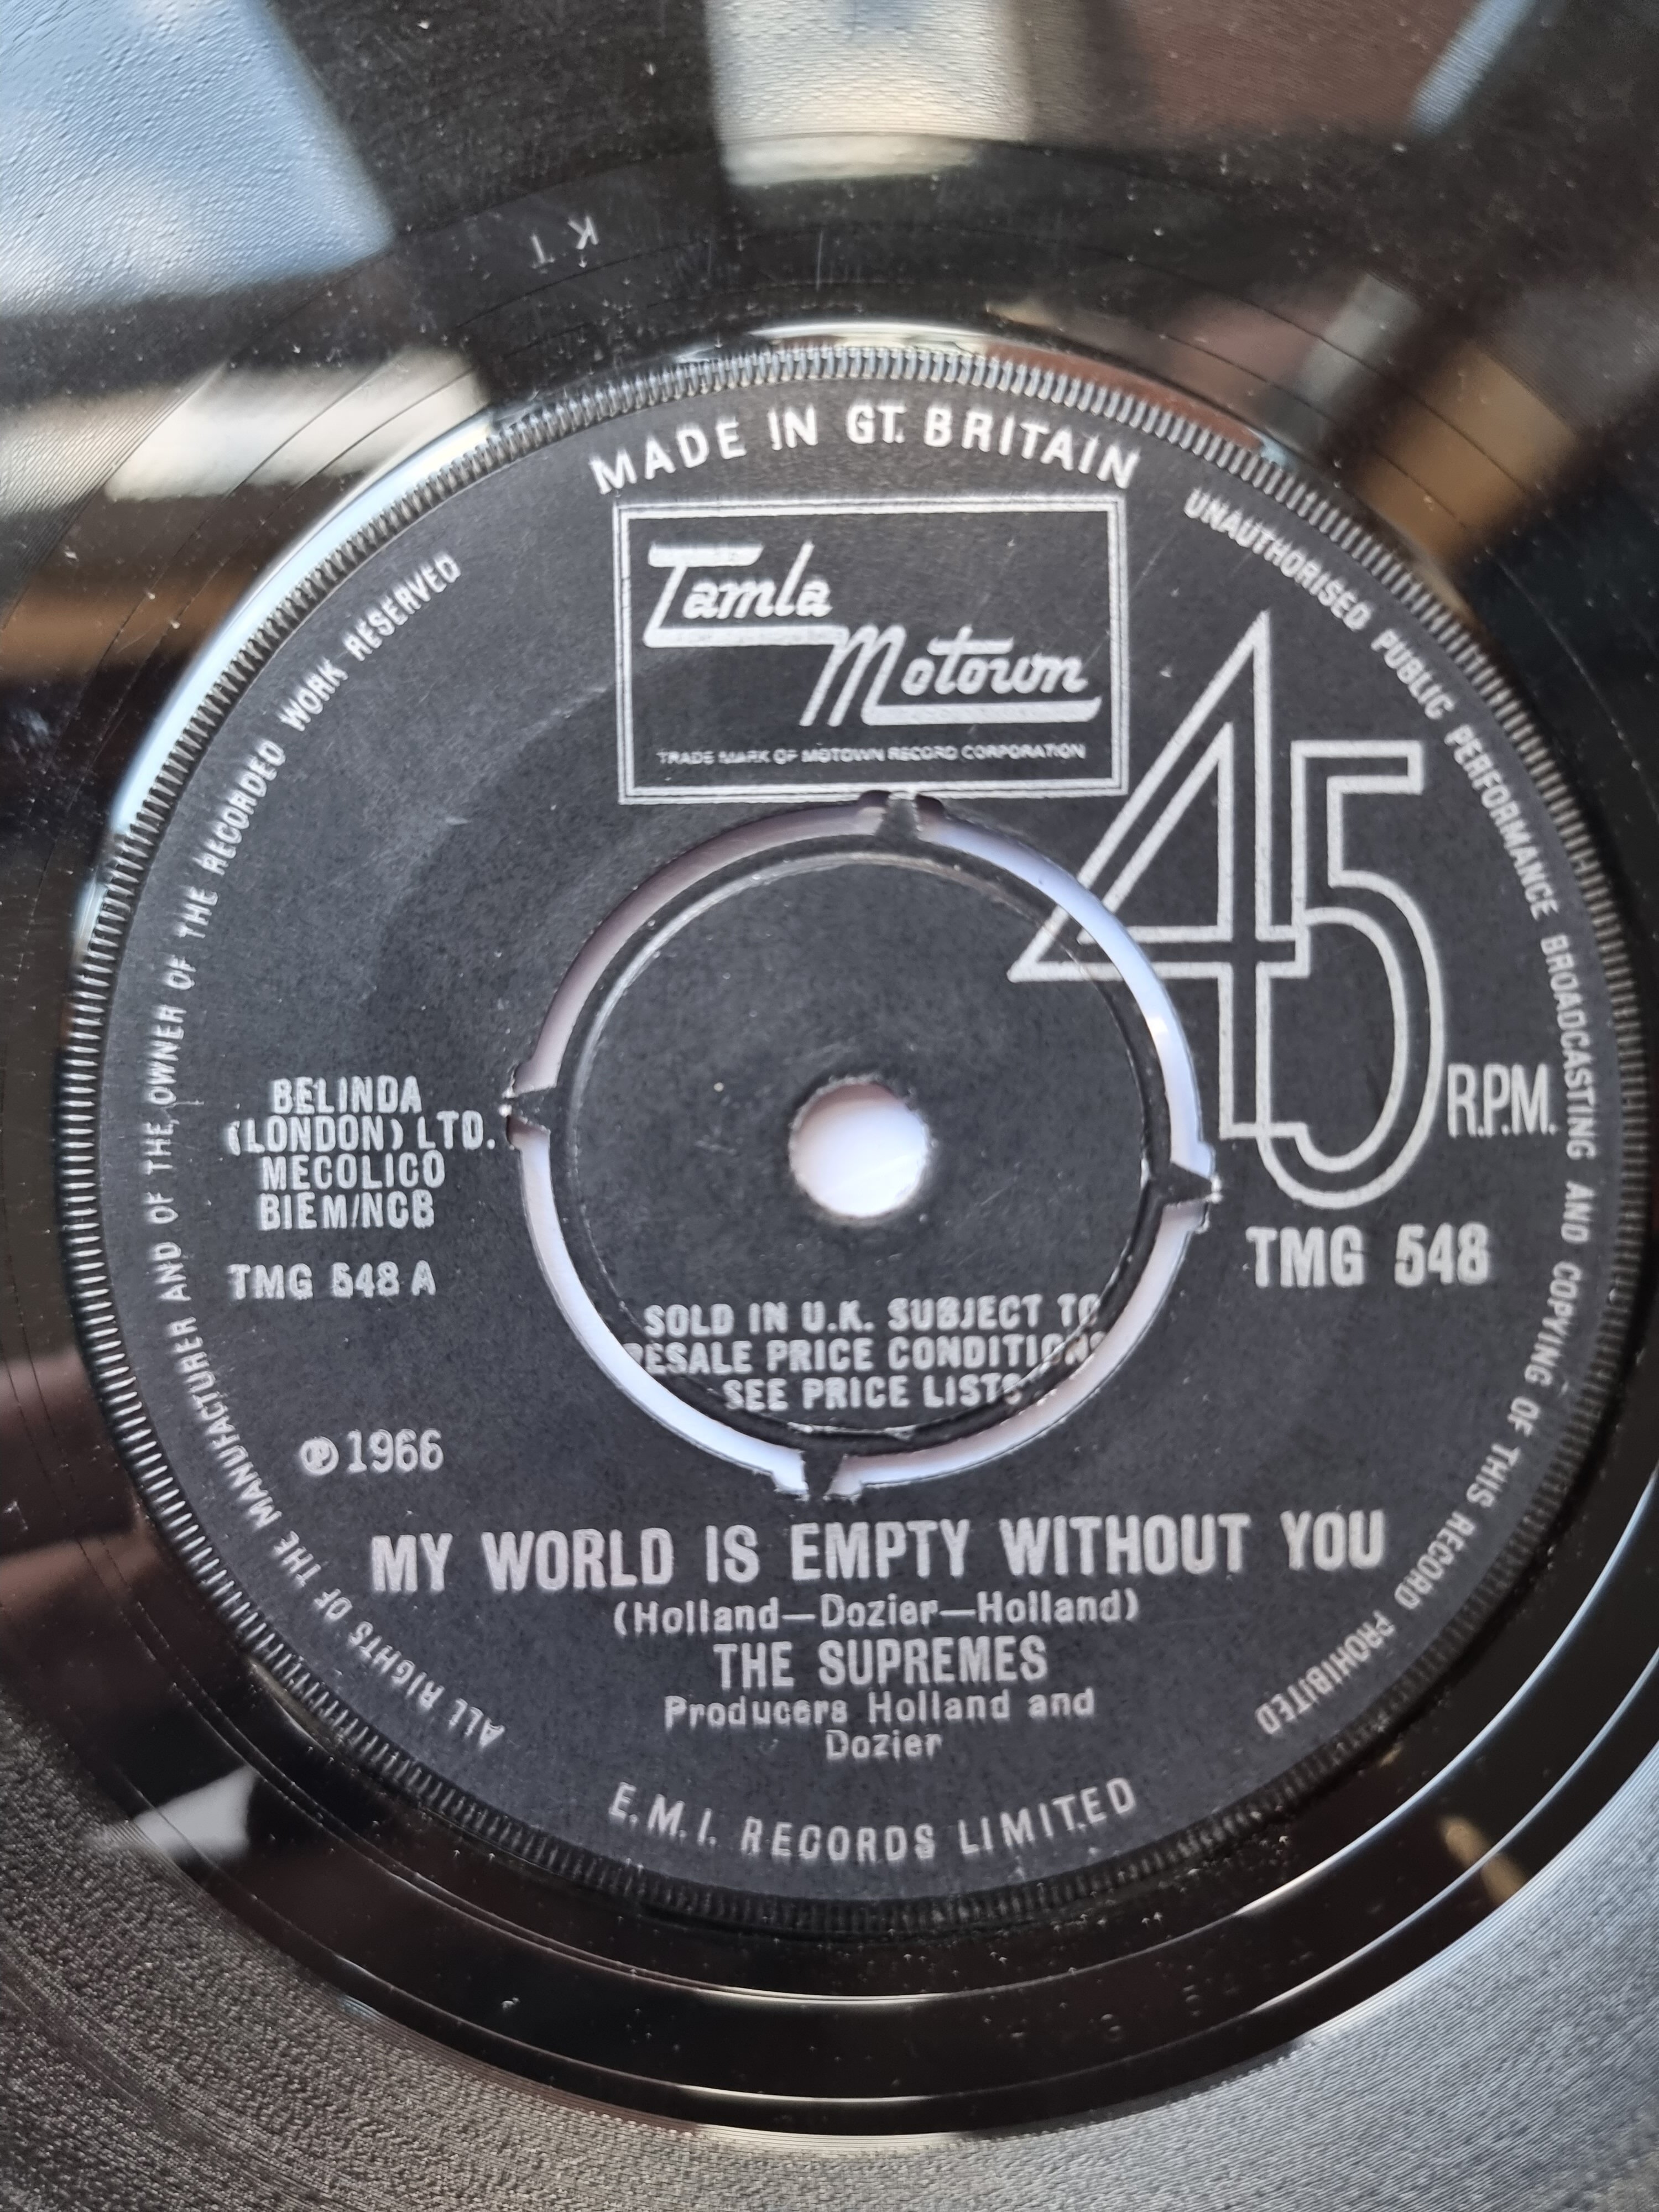 KT
MADE IN GT. BRITAIN
Tamla
Motown
TRADE MARK OF MOTOWN RECORD CORPORATION
UNAUTHORISED PUBLIC PERFORMANCE BROADCASTING AND COPYING OF THIS RECORD PROHIBITED
ALL RIGHTS OF THE MANUFACTURER AND OF THE OWNER OF THE RECORDED WORK RESERVED
45
R.P.M.
BELINDA
(LONDON) LTD.
MECOLICO
BIEM/NCB
TMG 548 A
TMG 548
SOLD IN U.K. SUBJECT TO
RESALE PRICE CONDITIONS
SEE PRICE LISTS
℗ 1966
MY WORLD IS EMPTY WITHOUT YOU
(Holland—Dozier—Holland)
THE SUPREMES
Producers Holland and
Dozier
E.M.I. RECORDS LIMITED